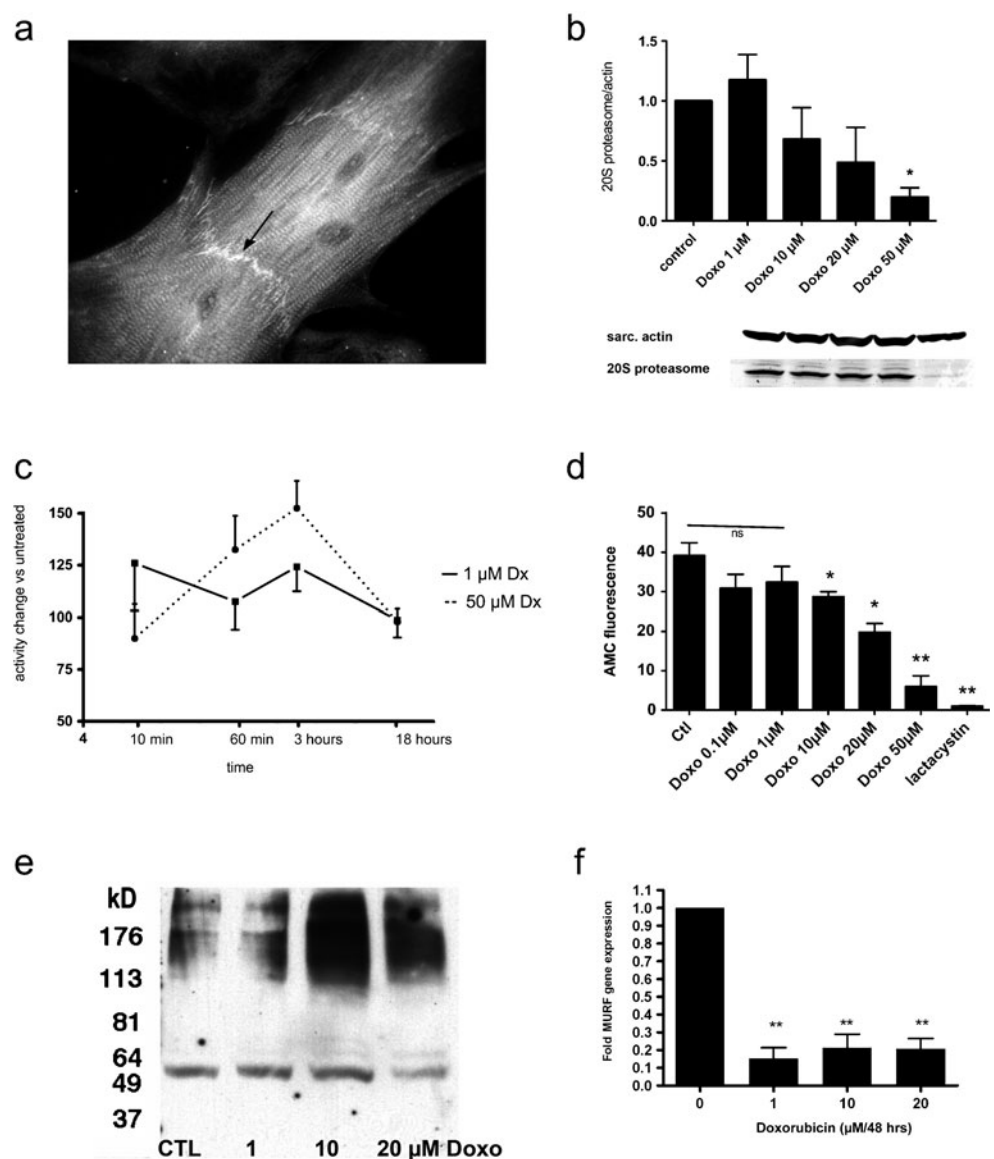 a
b
20S proteasome/actin
1.5
1.0
0.5
0.0
control
Doxo 1 µM
Doxo 10 µM
Doxo 20 µM
Doxo 50 µM
*
sarc. actin
20S proteasome
c
activity change vs untreated
150
125
100
75
50
4
10 min
60 min
3 hours
18 hours
time
1 µM Dx
50 µM Dx
d
AMC fluorescence
50
40
30
20
10
0
ns
*
*
**
**
Ctl
Doxo 0.1µM
Doxo 1µM
Doxo 10µM
Doxo 20µM
Doxo 50µM
lactacystin
e
kD
176
113
81
64
49
37
CTL 1 10 20 µM Doxo
f
Fold MURF gene expression
1.1
1.0
0.9
0.8
0.7
0.6
0.5
0.4
0.3
0.2
0.1
0.0
** ** **
0 1 10 20
Doxorubicin (µM/48 hrs)